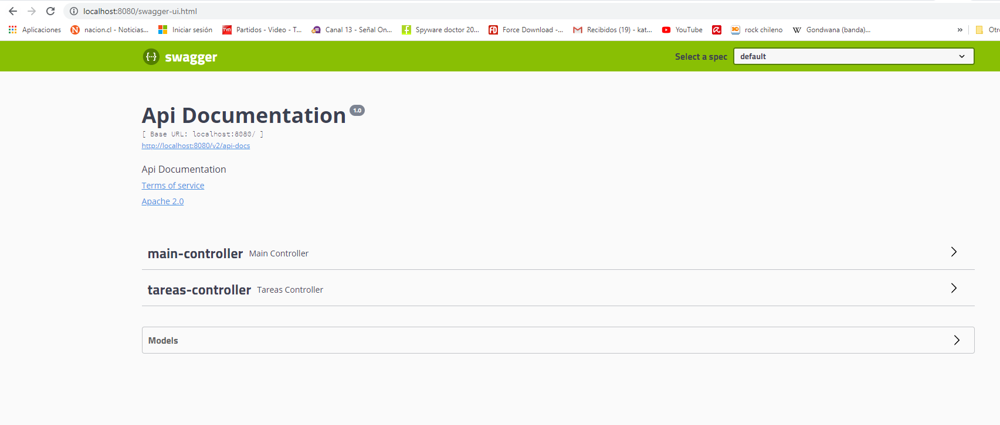 localhost:8080/swagger-ui.html
Aplicaciones nacion.cl - Noticias... Iniciar sesión Partidos - Video - T... Canal 13 - Señal On... Spyware doctor 20... Force Download -... Recibidos (19) - kat... YouTube rock chileno Gondwana (banda)... » Otr
swagger Select a spec default
Api Documentation 1.0
[ Base URL: localhost:8080/ ]
http://localhost:8080/v2/api-docs
Api Documentation
Terms of service
Apache 2.0
main-controller Main Controller
tareas-controller Tareas Controller
Models